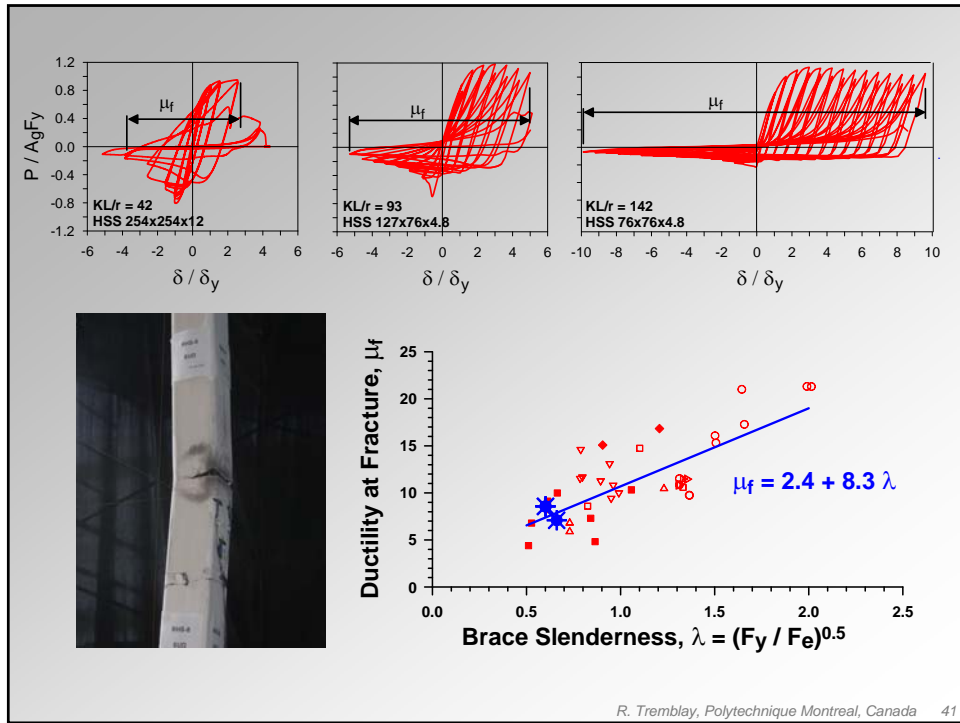 P / AgFy
1.2
0.8
0.4
0.0
-0.4
-0.8
-1.2
μf
KL/r = 42
HSS 254x254x12
-6 -4 -2 0 2 4 6
δ / δy
μf
KL/r = 93
HSS 127x76x4.8
-6 -4 -2 0 2 4 6
δ / δy
μf
KL/r = 142
HSS 76x76x4.8
-10 -8 -6 -4 -2 0 2 4 6 8 10
δ / δy
Ductility at Fracture, μf
25
20
15
10
5
0
μf = 2.4 + 8.3 λ
0.0 0.5 1.0 1.5 2.0 2.5
Brace Slenderness, λ = (Fy / Fe)0.5
R. Tremblay, Polytechnique Montreal, Canada 41